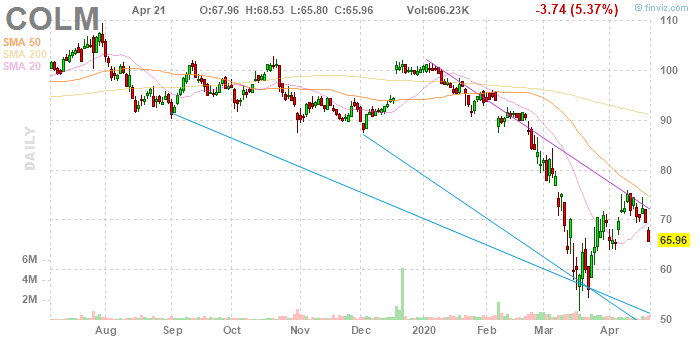 COLM Apr 21 O:67.96 H:68.53 L:65.80 C:65.96 Vol:606.23K -3.74 (5.37%) © finviz.com
SMA 50
SMA 200
SMA 20
DAILY
110
100
90
80
70
65.96
60
50
6M
4M
2M
Aug Sep Oct Nov Dec 2020 Feb Mar Apr